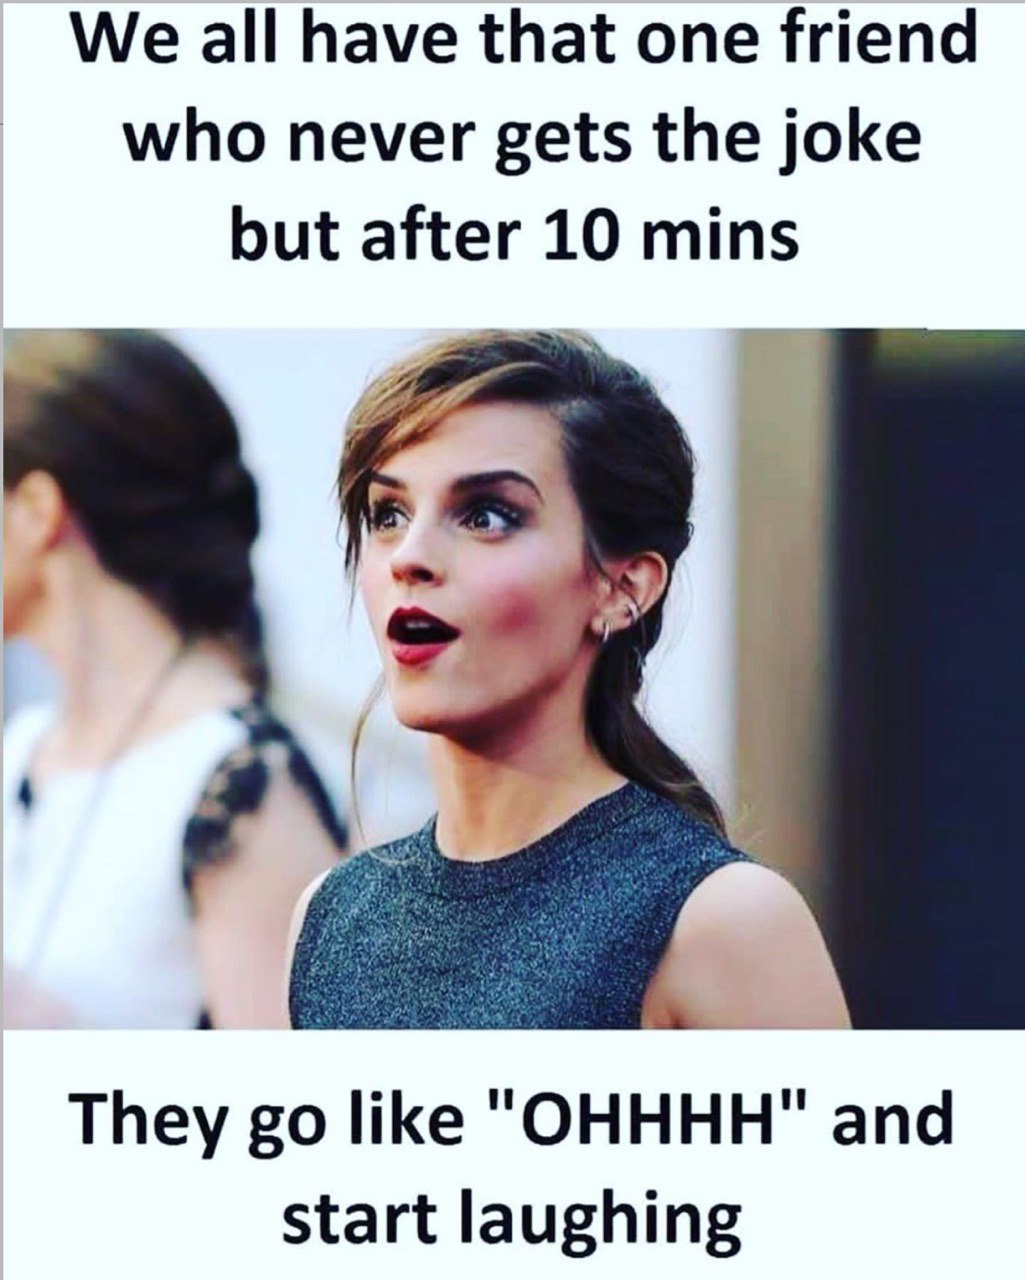 We all have that one friend
who never gets the joke
but after 10 mins
They go like "OHHHH" and
start laughing